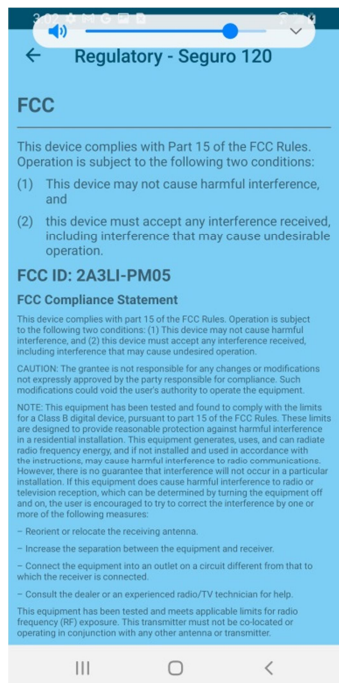 3:02
Regulatory - Seguro 120
FCC
This device complies with Part 15 of the FCC Rules.
Operation is subject to the following two conditions:
(1) This device may not cause harmful interference,
and
(2) this device must accept any interference received,
including interference that may cause undesirable
operation.
FCC ID: 2A3LI-PM05
FCC Compliance Statement
This device complies with part 15 of the FCC Rules. Operation is subject
to the following two conditions: (1) This device may not cause harmful
interference, and (2) this device must accept any interference received,
including interference that may cause undesired operation.
CAUTION: The grantee is not responsible for any changes or modifications
not expressly approved by the party responsible for compliance. Such
modifications could void the user's authority to operate the equipment.
NOTE: This equipment has been tested and found to comply with the limits
for a Class B digital device, pursuant to part 15 of the FCC Rules. These limits
are designed to provide reasonable protection against harmful interference
in a residential installation. This equipment generates, uses, and can radiate
radio frequency energy, and if not installed and used in accordance with
the instructions, may cause harmful interference to radio communications.
However, there is no guarantee that interference will not occur in a particular
installation. If this equipment does cause harmful interference to radio or
television reception, which can be determined by turning the equipment off
and on, the user is encouraged to try to correct the interference by one or
more of the following measures:
– Reorient or relocate the receiving antenna.
– Increase the separation between the equipment and receiver.
– Connect the equipment into an outlet on a circuit different from that to
which the receiver is connected.
– Consult the dealer or an experienced radio/TV technician for help.
This equipment has been tested and meets applicable limits for radio
frequency (RF) exposure. This transmitter must not be co-located or
operating in conjunction with any other antenna or transmitter.